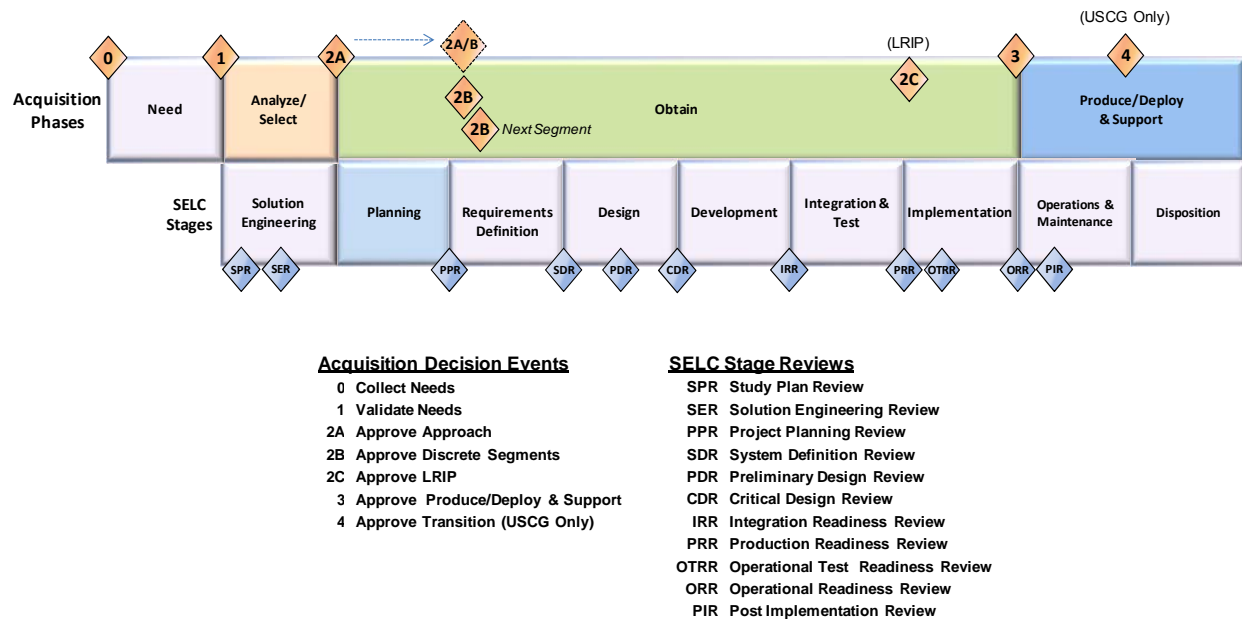 (USCG Only)
0
1
2A
2A/B
(LRIP)
3
4
Acquisition
Phases
Need
Analyze/
Select
2B
2B
Next Segment
Obtain
2C
Produce/Deploy
& Support
SELC
Stages
Solution
Engineering
Planning
Requirements
Definition
Design
Development
Integration &
Test
Implementation
Operations &
Maintenance
Disposition
SPR
SER
PPR
SDR
PDR
CDR
IRR
PRR
OTRR
ORR
PIR
Acquisition Decision Events
0 Collect Needs
1 Validate Needs
2A Approve Approach
2B Approve Discrete Segments
2C Approve LRIP
3 Approve Produce/Deploy & Support
4 Approve Transition (USCG Only)
SELC Stage Reviews
SPR Study Plan Review
SER Solution Engineering Review
PPR Project Planning Review
SDR System Definition Review
PDR Preliminary Design Review
CDR Critical Design Review
IRR Integration Readiness Review
PRR Production Readiness Review
OTRR Operational Test Readiness Review
ORR Operational Readiness Review
PIR Post Implementation Review